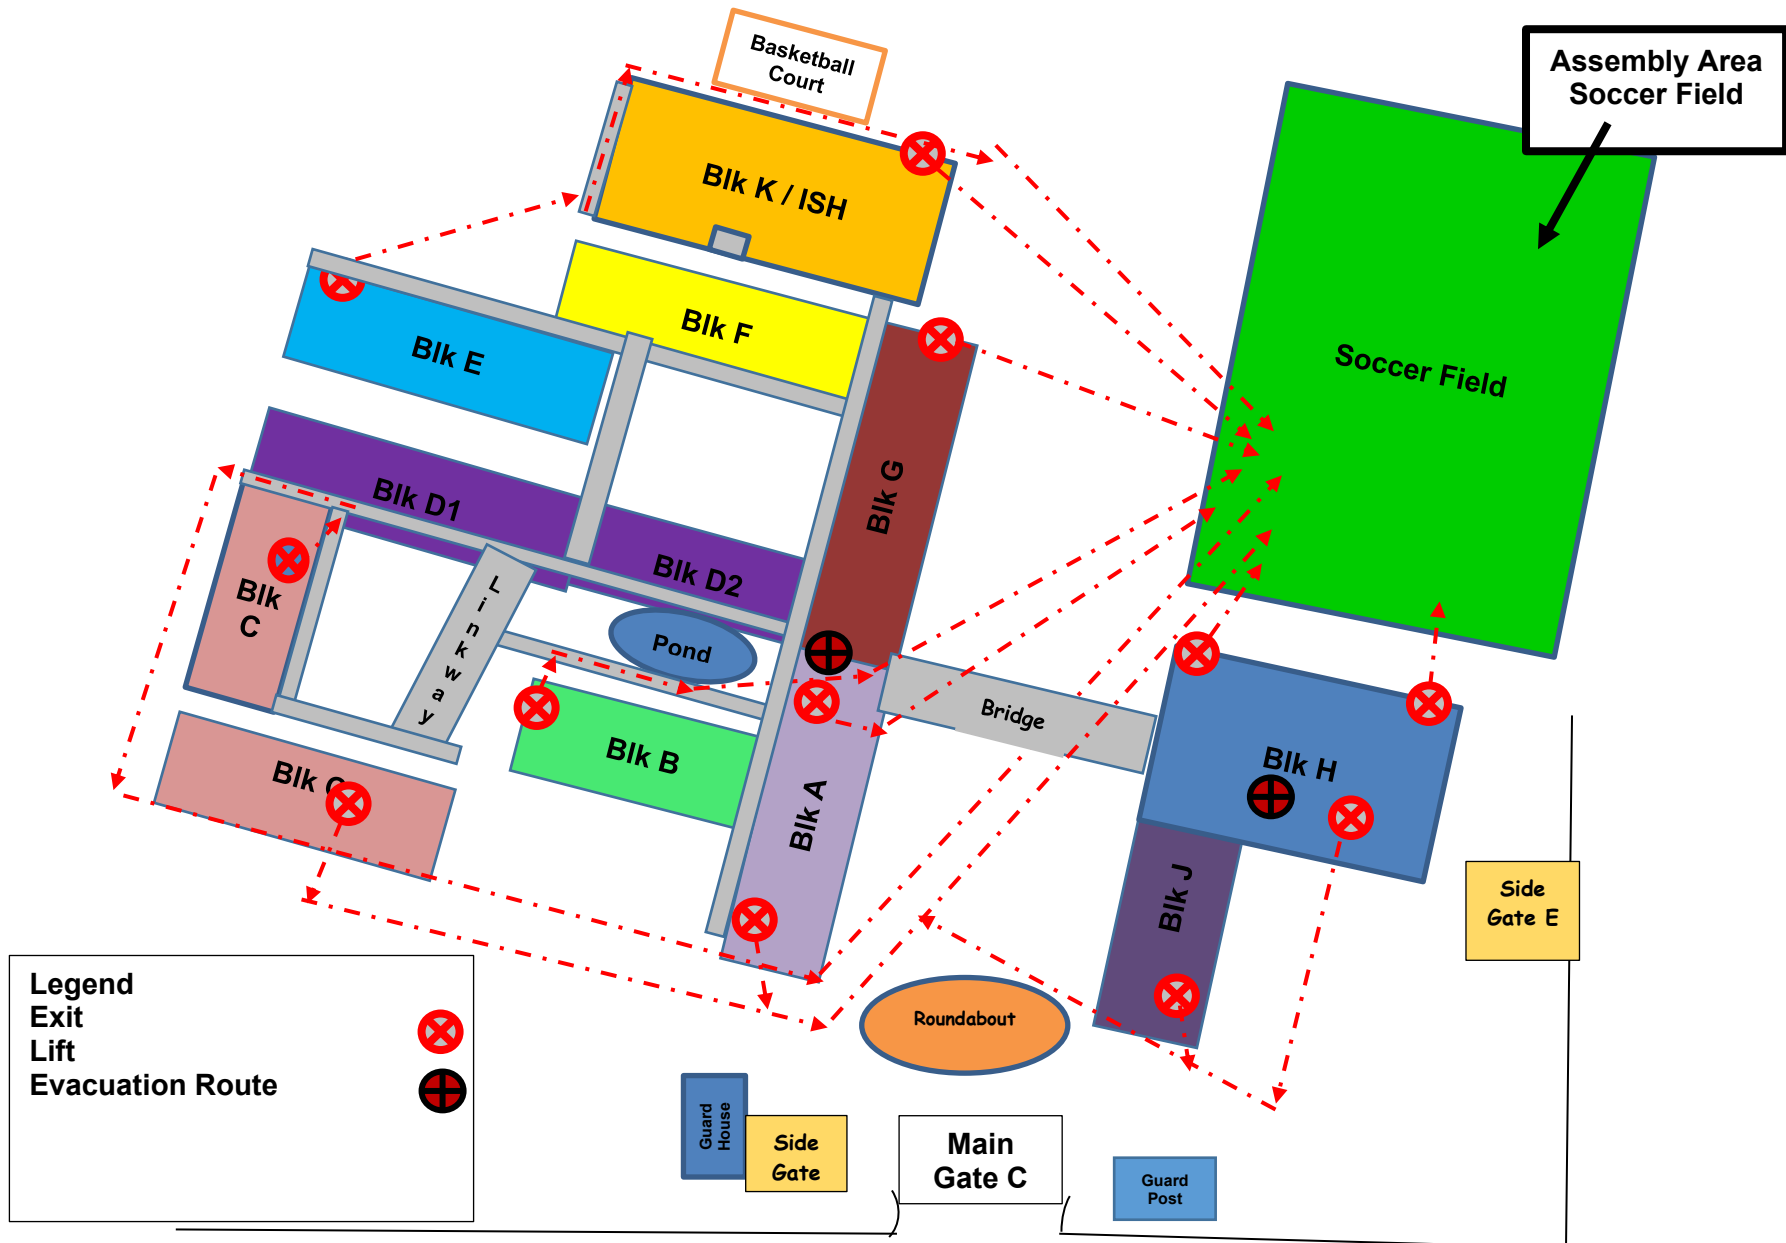 Basketball
Court
Assembly Area
Soccer Field
Blk K / ISH
Blk F
Blk E
Soccer Field
Blk G
Blk D1
Blk D2
Blk
C
Linkway
Pond
Bridge
Blk B
Blk H
Blk A
Blk J
Side
Gate E
Roundabout
Legend
Exit
Lift
Evacuation Route
Guard
House
Side
Gate
Main
Gate C
Guard
Post